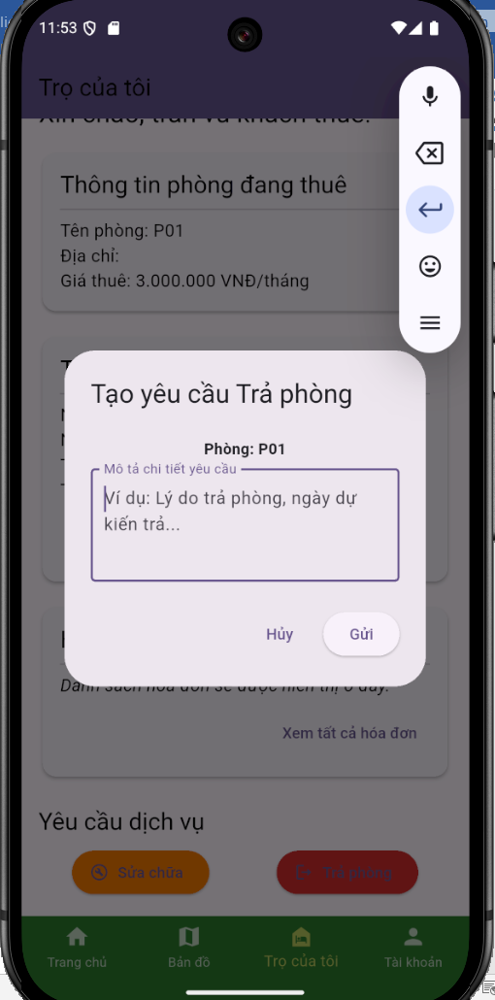 11:53
Trọ của tôi
Xin chào, trần và khách thuê!
Thông tin phòng đang thuê
Tên phòng: P01
Địa chỉ:
Giá thuê: 3.000.000 VNĐ/tháng
Tạo yêu cầu Trả phòng
Phòng: P01
Mô tả chi tiết yêu cầu
Ví dụ: Lý do trả phòng, ngày dự
kiến trả...
Hủy
Gửi
Danh sách hóa đơn sẽ được hiển thị ở đây.
Xem tất cả hóa đơn
Yêu cầu dịch vụ
Sửa chữa
Trả phòng
Trang chủ
Bản đồ
Trọ của tôi
Tài khoản